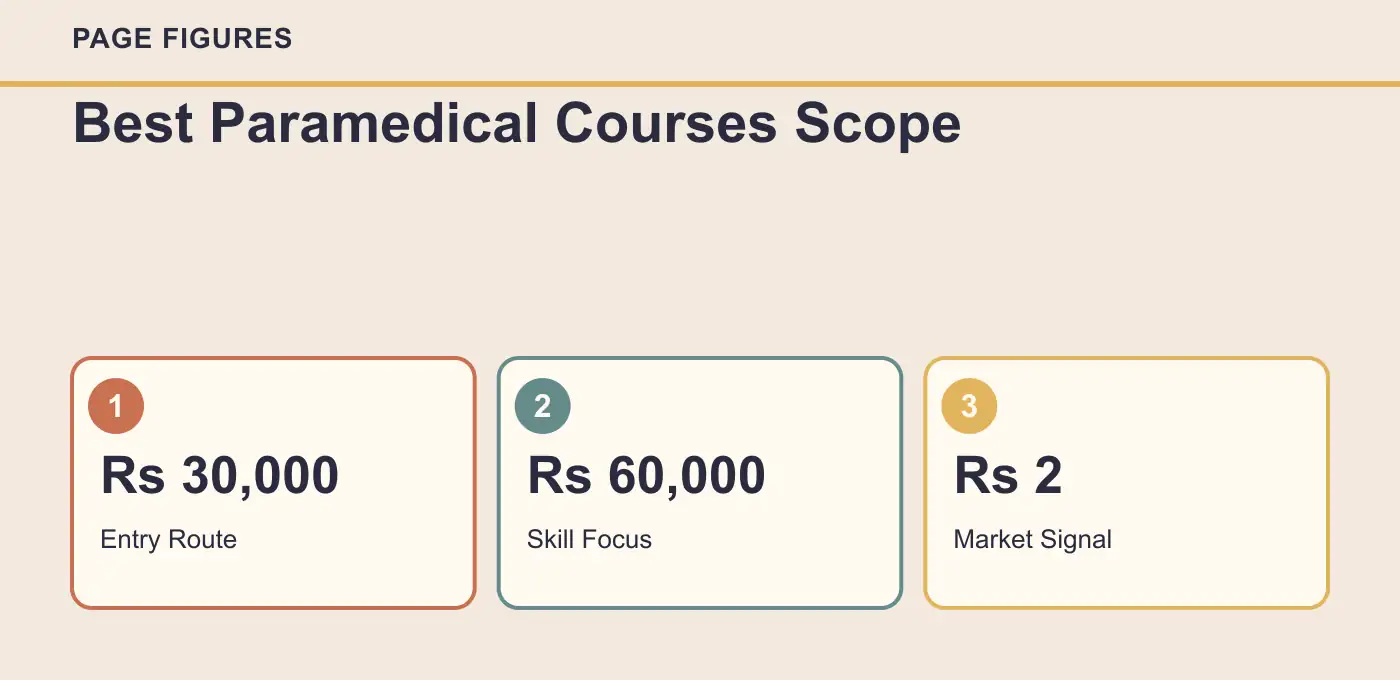 PAGE FIGURES
Best Paramedical Courses Scope
1
Rs 30,000
Entry Route
2
Rs 60,000
Skill Focus
3
Rs 2
Market Signal